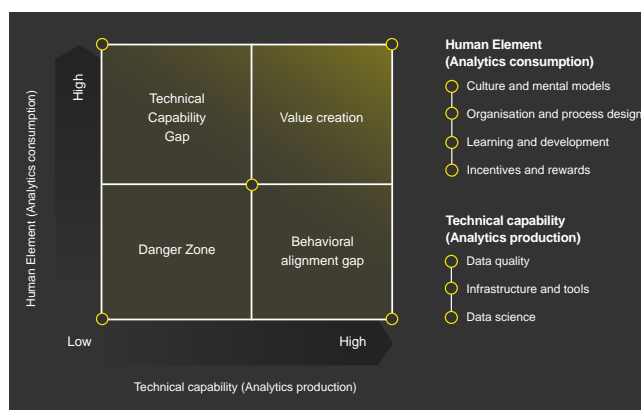 High
Human Element (Analytics consumption)
Technical
Capability
Gap
Value creation
Danger Zone
Behavioral
alignment gap
Low
High
Technical capability (Analytics production)
Human Element
(Analytics consumption)
Culture and mental models
Organisation and process design
Learning and development
Incentives and rewards
Technical capability
(Analytics production)
Data quality
Infrastructure and tools
Data science